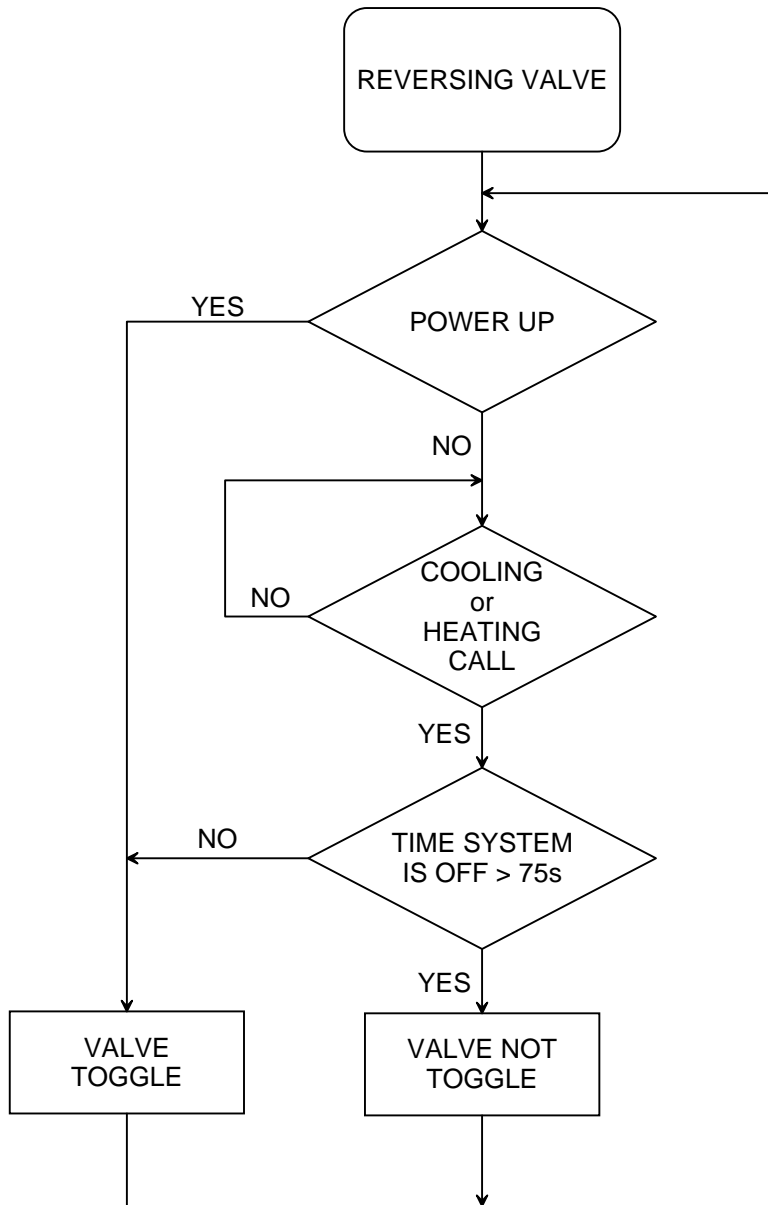 REVERSING VALVE
YES
POWER UP
NO
NO
COOLING
or
HEATING
CALL
YES
NO
TIME SYSTEM
IS OFF > 75s
YES
VALVE
TOGGLE
VALVE NOT
TOGGLE